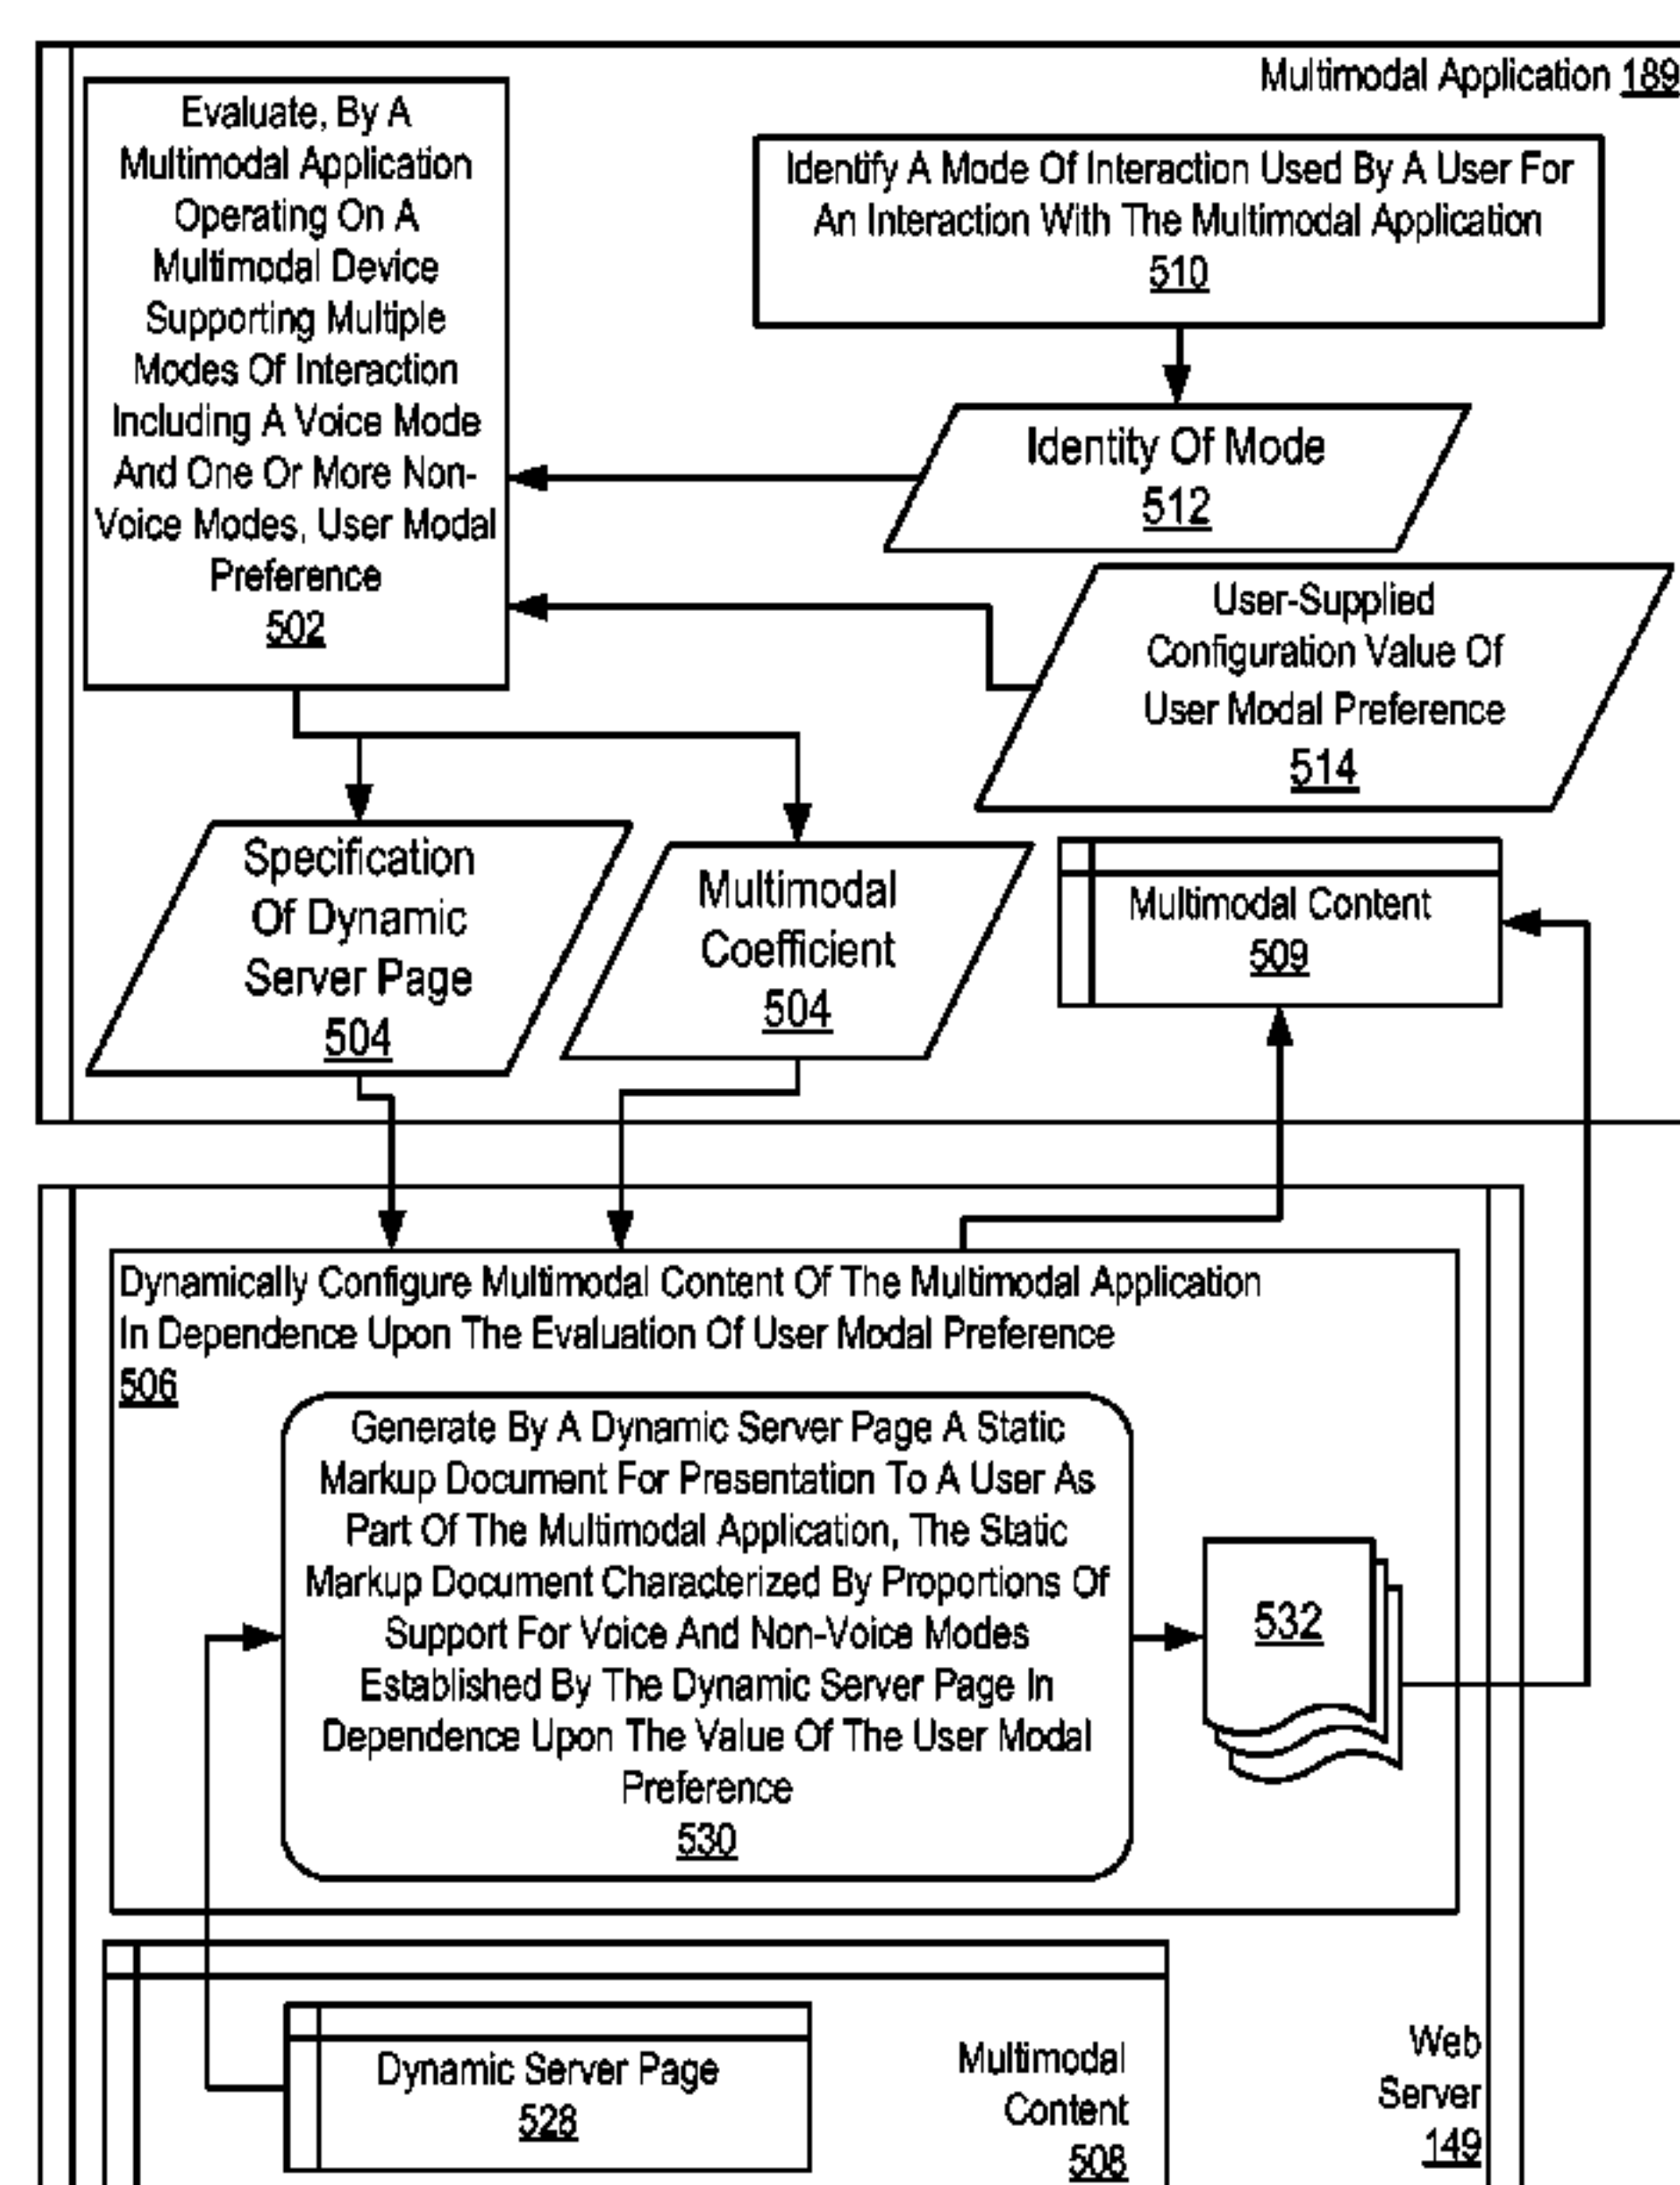 Multimodal Application 189
Evaluate, By A
Multimodal Application
Operating On A
Multimodal Device
Supporting Multiple
Modes Of Interaction
Including A Voice Mode
And One Or More Non-
Voice Modes, User Modal
Preference
502
Identify A Mode Of Interaction Used By A User For
An Interaction With The Multimodal Application
510
Identity Of Mode
512
User-Supplied
Configuration Value Of
User Modal Preference
514
Specification
Of Dynamic
Server Page
504
Multimodal
Coefficient
504
Multimodal Content
509
Dynamically Configure Multimodal Content Of The Multimodal Application
In Dependence Upon The Evaluation Of User Modal Preference
506
Generate By A Dynamic Server Page A Static
Markup Document For Presentation To A User As
Part Of The Multimodal Application, The Static
Markup Document Characterized By Proportions Of
Support For Voice And Non-Voice Modes
Established By The Dynamic Server Page In
Dependence Upon The Value Of The User Modal
Preference
530
532
Dynamic Server Page
528
Multimodal
Content
508
Web
Server
149